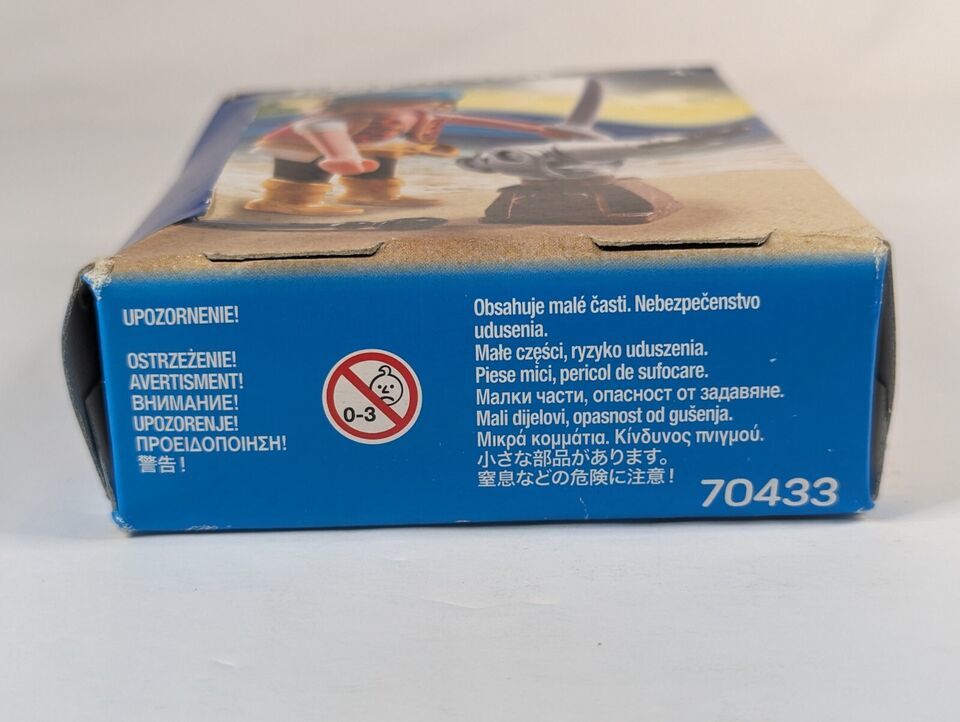 UPOZORNENIE!
OSTRZEŻENIE!
AVERTISMENT!
ВНИМАНИЕ!
UPOZORENJE!
ΠΡΟΕΙΔΟΠΟΙΗΣΗ!
警告!
0-3
Obsahuje malé časti. Nebezpečenstvo
udusenia.
Małe części, ryzyko uduszenia.
Piese mici, pericol de sufocare.
Малки части, опасност от задавяне.
Mali dijelovi, opasnost od gušenja.
Μικρά κομμάτια. Κίνδυνος πνιγμού.
小さな部品があります。
窒息などの危険に注意!
70433